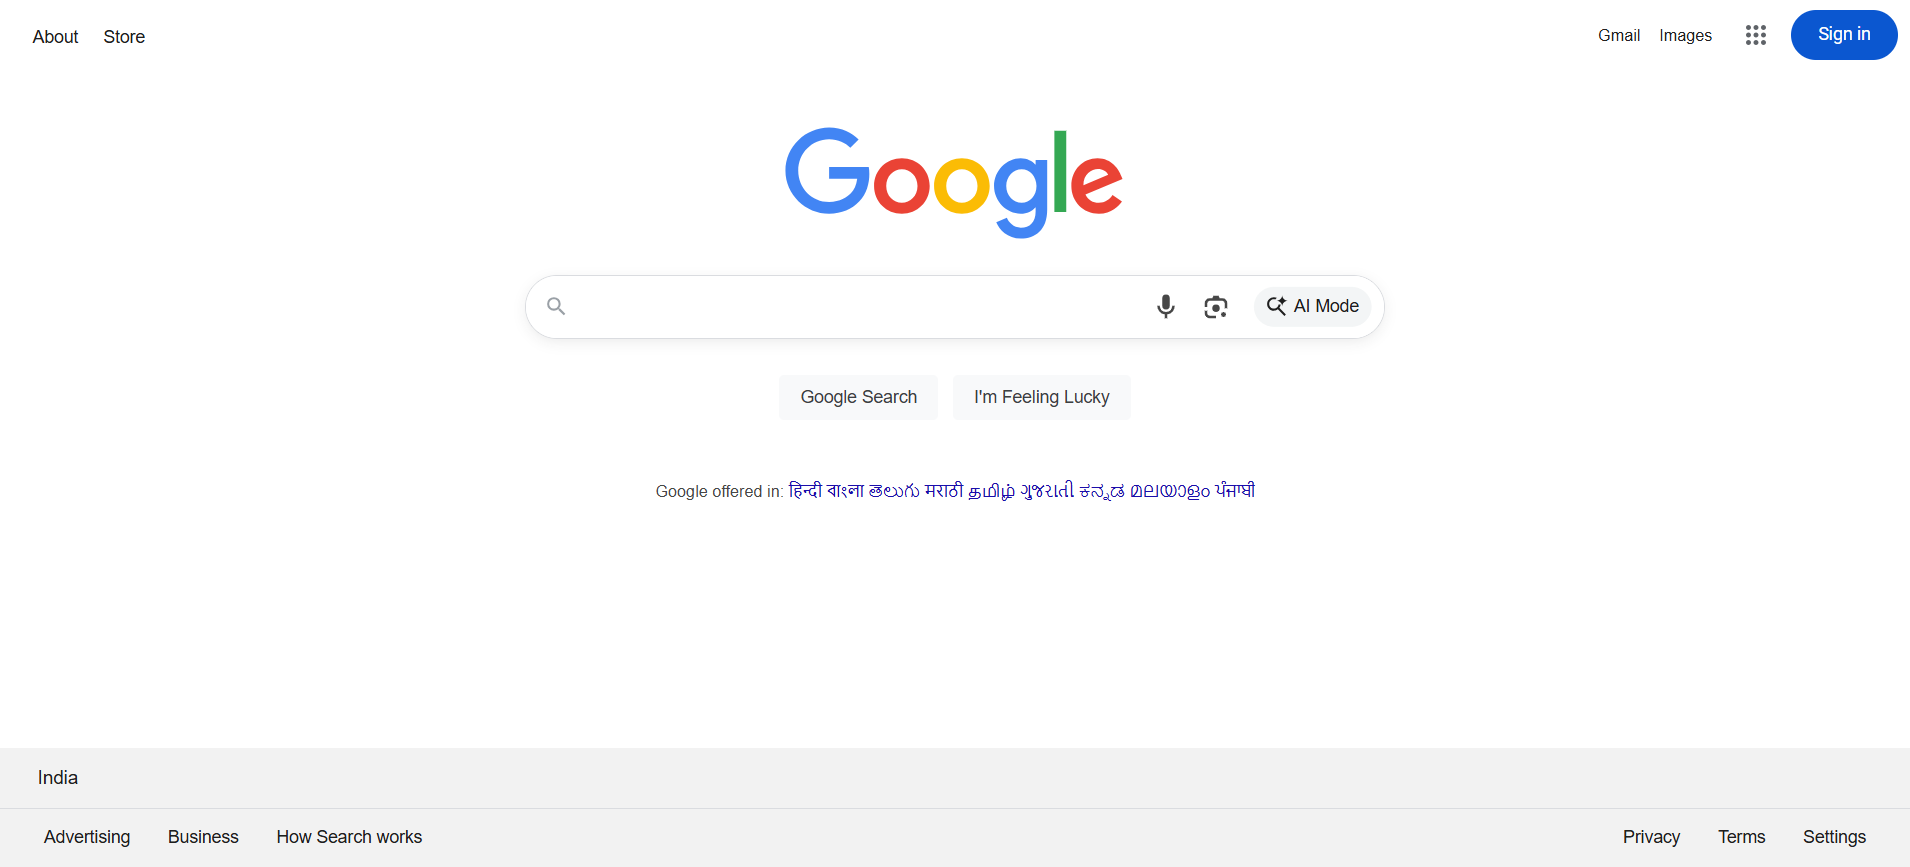 About Store Gmail Images Sign in
Google
AI Mode
Google Search I'm Feeling Lucky
Google offered in: हिन्दी বাংলা తెలుగు मराठी தமிழ் ગુજરાતી ಕನ್ನಡ മലയാളം ਪੰਜਾਬੀ
India
Advertising Business How Search works Privacy Terms Settings